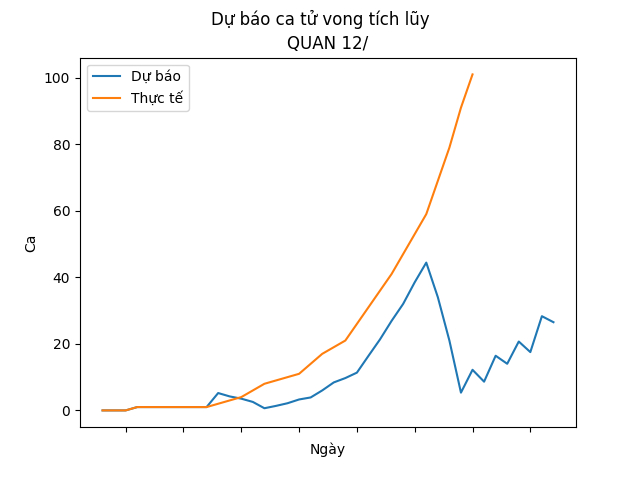 Dự báo ca tử vong tích lũy
QUAN 12/
Dự báo
Thực tế
100
80
60
40
20
0
Ca
Ngày